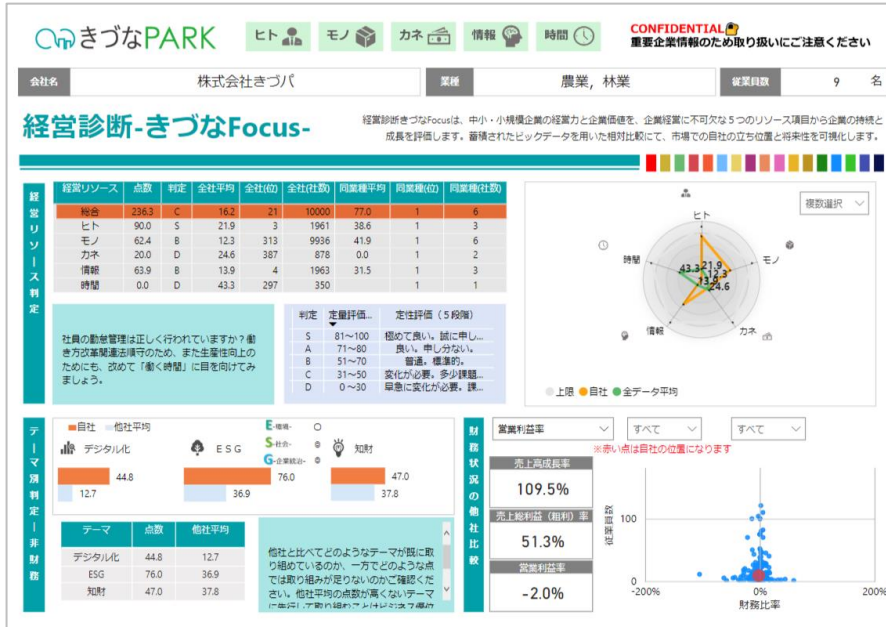 きづなPARK
ヒト
モノ
カネ
情報
時間
CONFIDENTIAL
重要企業情報のため取り扱いにご注意ください
会社名 株式会社きづパ 業種 農業，林業 従業員数 9 名
経営診断-きづなFocus-
経営診断きづなFocusは、中小・小規模企業の経営力と企業価値を、企業経営に不可欠な５つのリソース項目から企業の持続と
成長を評価します。蓄積されたビックデータを用いた相対比較にて、市場での自社の立ち位置と将来性を可視化します。
経営リソース判定
経営リソース 点数 判定 全社平均 全社(位) 全社(社数) 同業種平均 同業種(位) 同業種(社数)
総合 236.3 C 16.2 21 10000 77.0 1 6
ヒト 90.0 S 21.9 3 1961 38.6 1 3
モノ 62.4 B 12.3 313 9936 41.9 1 6
カネ 20.0 D 24.6 387 878 0.0 1 2
情報 63.9 B 13.9 4 1963 31.5 1 3
時間 0.0 D 43.3 297 350 1 1
社員の勤怠管理は正しく行われていますか？働
き方改革関連法順守のため、また生産性向上の
ためにも、改めて「働く時間」に目を向けてみ
ましょう。
判定 定量評価... 定性評価（５段階）
S 81～100 極めて良い。誠に申し...
A 71～80 良い。申し分ない。
B 51～70 普通。標準的。
C 31～50 変化が必要。多少課題...
D 0～30 早急に変化が必要。課...
複数選択
ヒト
モノ
カネ
情報
時間
21.9
12.3
24.6
13.9
43.3
上限 自社 全データ平均
テーマ別判定ー非財務
自社 他社平均
デジタル化
44.8
12.7
ESG
E-環境-
S-社会-
G-企業統治-
76.0
36.9
知財
47.0
37.8
テーマ 点数 他社平均
デジタル化 44.8 12.7
ESG 76.0 36.9
知財 47.0 37.8
他社と比べてどのようなテーマが既に取
り組めているのか、一方でどのような点
では取り組みが足りないのかご確認くだ
さい。他社平均の点数が高くないテーマ
に先行して取り組むことはビジネス優位
財務状況の他社比較
営業利益率 すべて すべて
※赤い点は自社の位置になります
売上高成長率
109.5%
売上総利益（粗利）率
51.3%
営業利益率
-2.0%
従業員数
100
0
-200% 0% 200%
財務比率